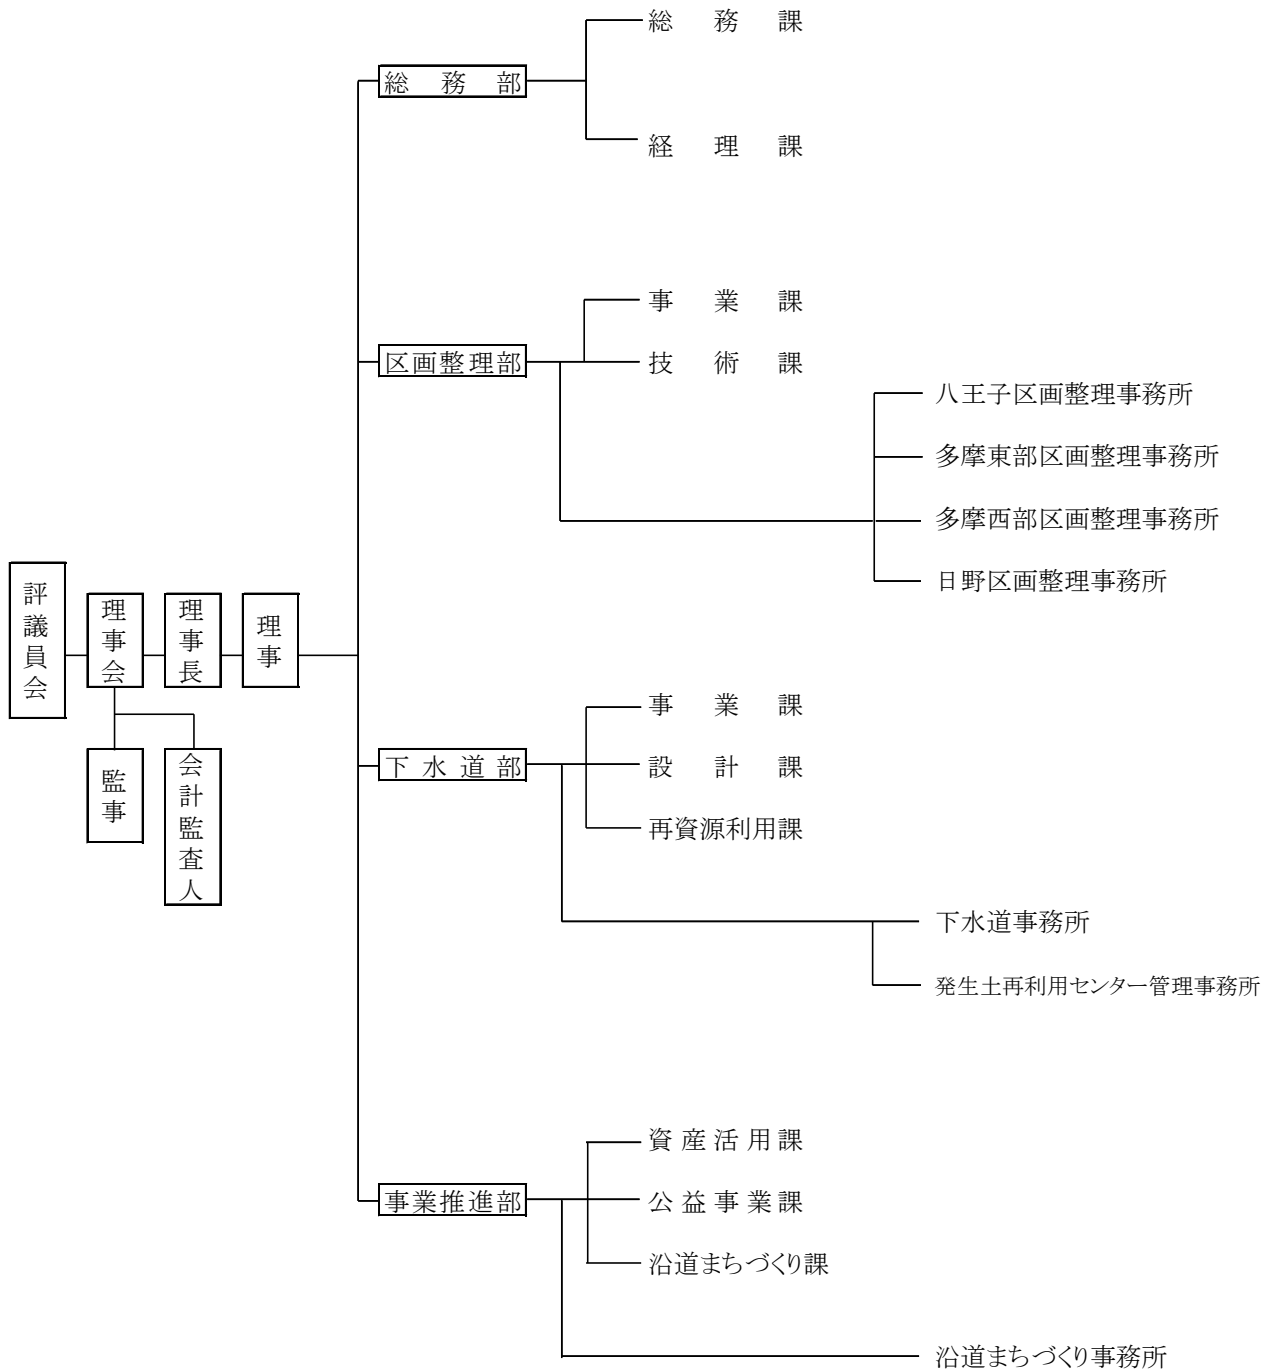 評議員会
理事会
理事長
理事
監事
会計監査人
総務部
総務課
経理課
区画整理部
事業課
技術課
八王子区画整理事務所
多摩東部区画整理事務所
多摩西部区画整理事務所
日野区画整理事務所
下水道部
事業課
設計課
再資源利用課
下水道事務所
発生土再利用センター管理事務所
事業推進部
資産活用課
公益事業課
沿道まちづくり課
沿道まちづくり事務所